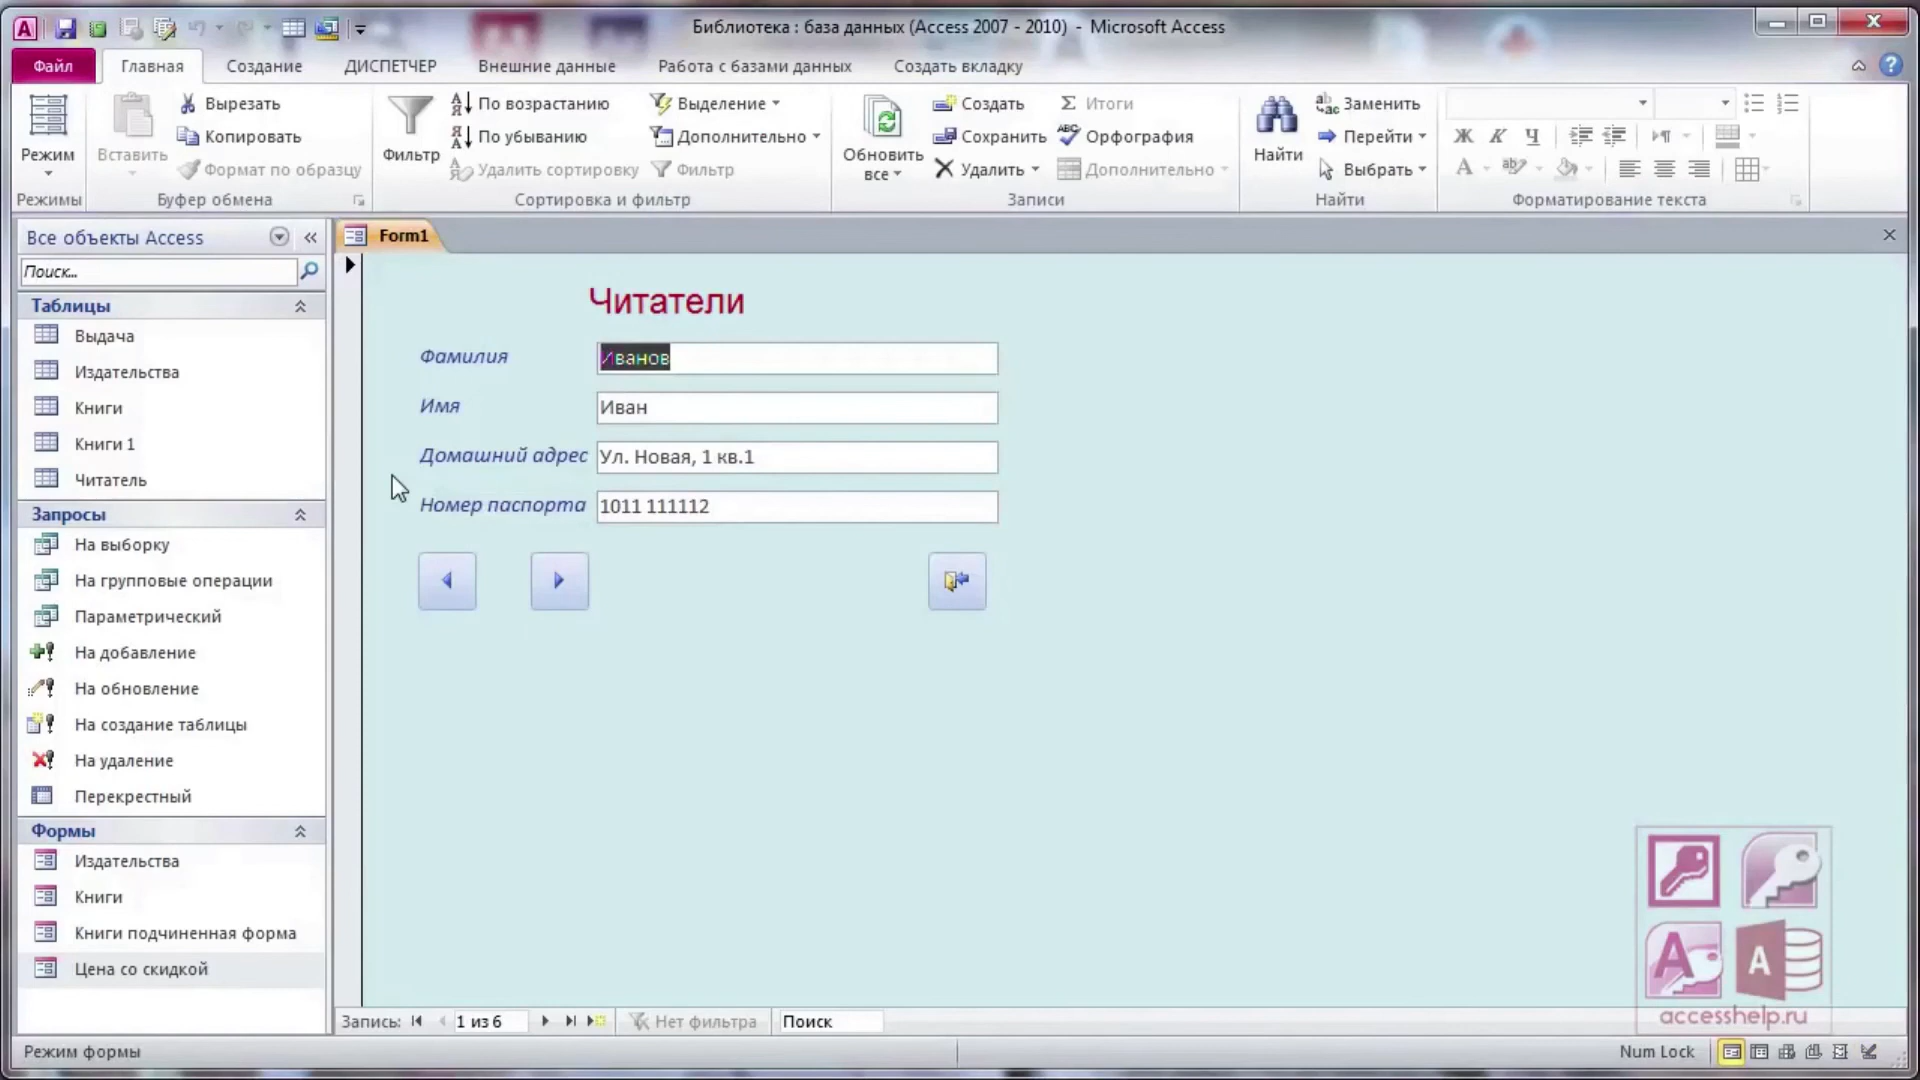 Библиотека : база данных (Access 2007 - 2010) - Microsoft Access
Файл Главная Создание ДИСПЕТЧЕР Внешние данные Работа с базами данных Создать вкладку
Режим
Режимы
Вставить
Вырезать
Копировать
Формат по образцу
Буфер обмена
Фильтр
По возрастанию
По убыванию
Удалить сортировку
Выделение
Дополнительно
Фильтр
Сортировка и фильтр
Обновить
все
Создать
Сохранить
Удалить
Итоги
Орфография
Дополнительно
Записи
Найти
Заменить
Перейти
Выбрать
Найти
Ж К Ч
Форматирование текста
Все объекты Access
Поиск...
Таблицы
Выдача
Издательства
Книги
Книги 1
Читатель
Запросы
На выборку
На групповые операции
Параметрический
На добавление
На обновление
На создание таблицы
На удаление
Перекрестный
Формы
Издательства
Книги
Книги подчиненная форма
Цена со скидкой
Form1
Читатели
Фамилия Иванов
Имя Иван
Домашний адрес Ул. Новая, 1 кв.1
Номер паспорта 1011 111112
accesshelp.ru
Запись: 1 из 6 Нет фильтра Поиск
Режим формы Num Lock